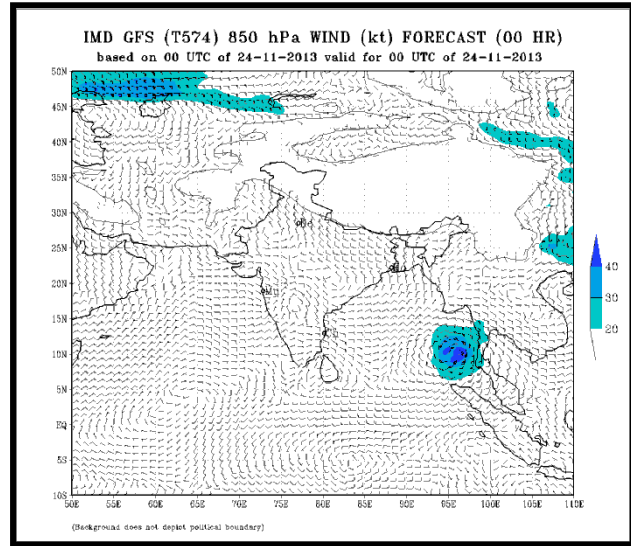 IMD GFS (T574) 850 hPa WIND (kt) FORECAST (00 HR)
based on 00 UTC of 24-11-2013 valid for 00 UTC of 24-11-2013
50N
45N
40N
35N
30N
25N
20N
15N
10N
5N
EQ
5S
10S
50E 55E 60E 65E 70E 75E 80E 85E 90E 95E 100E 105E 110E
40
30
20
(Background does not depict political boundary)